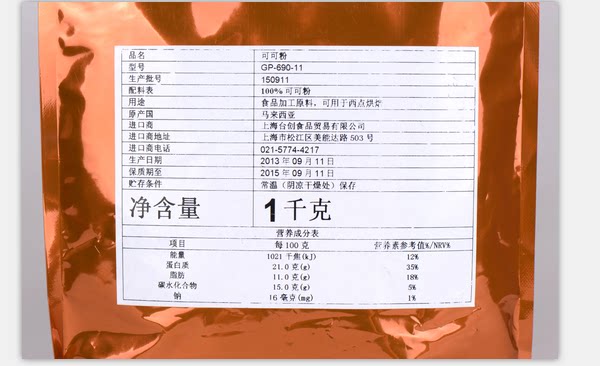 品名 可可粉
型号 GP-690-11
生产批号 150911
配料表 100% 可可粉
用途 食品加工原料，可用于西点烘焙
原产国 马来西亚
进口商 上海台创食品贸易有限公司
进口商地址 上海市松江区美能达路 503 号
进口商电话 021-5774-4217
生产日期 2013 年 09 月 11 日
保质期至 2015 年 09 月 11 日
贮存条件 常温（阴凉干燥处）保存
净含量 1千克
营养成分表
项目 每 100 克 营养素参考值%/NRV%
能量 1021 千焦(kJ) 12%
蛋白质 21.0 克(g) 35%
脂肪 11.0 克(g) 18%
碳水化合物 15.0 克(g) 5%
钠 16 毫克(mg) 1%